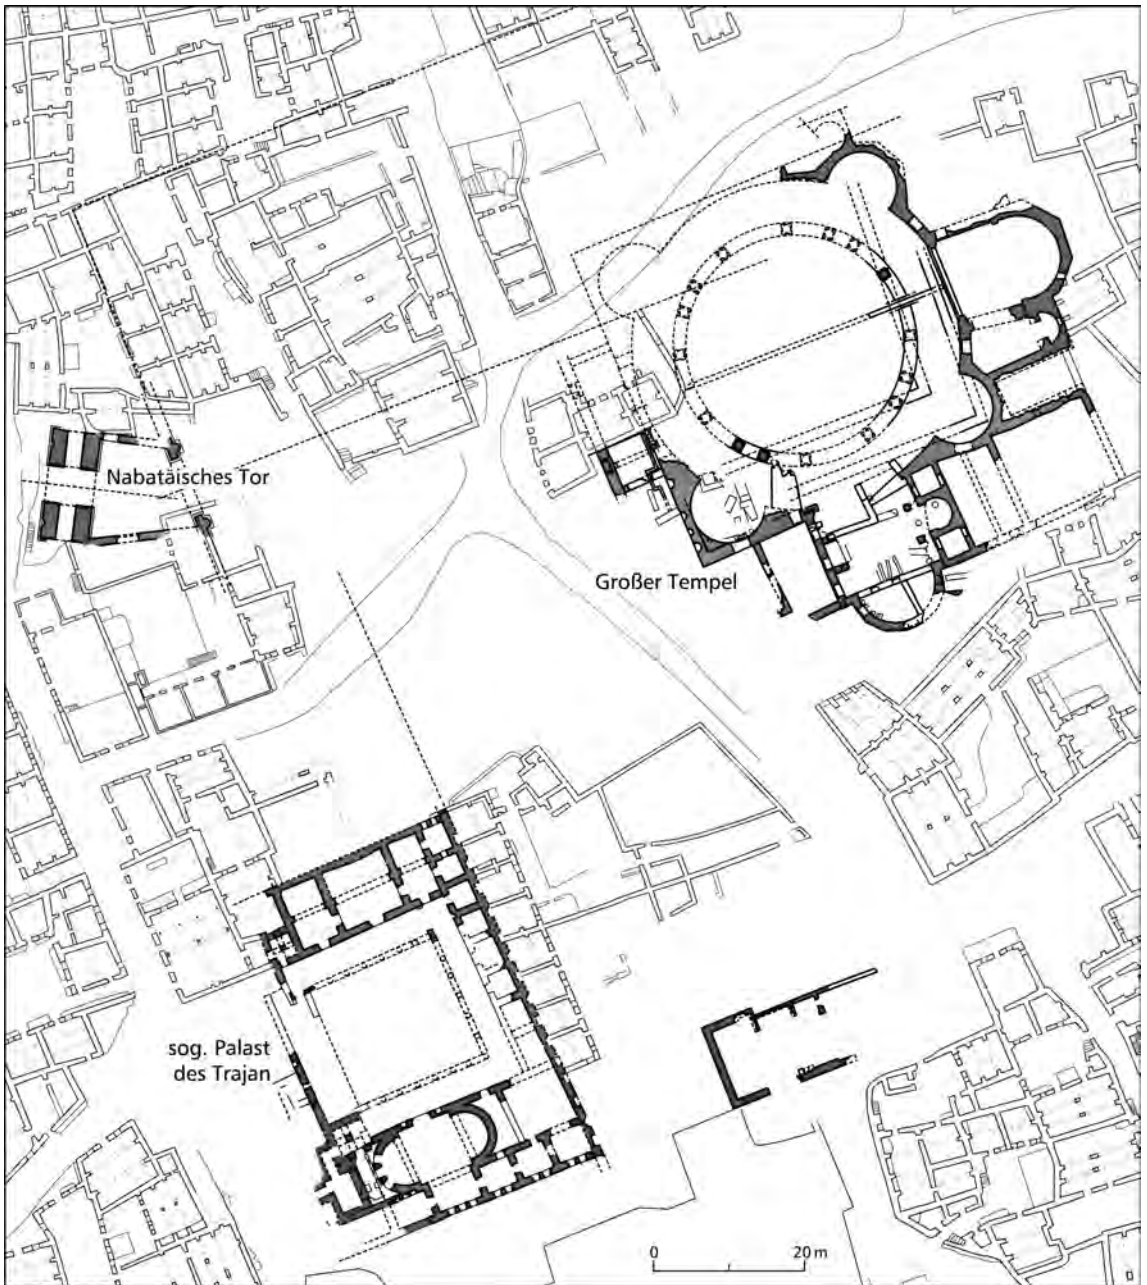 Nabatäisches Tor
Großer Tempel
sog. Palast
des Trajan
0 20 m